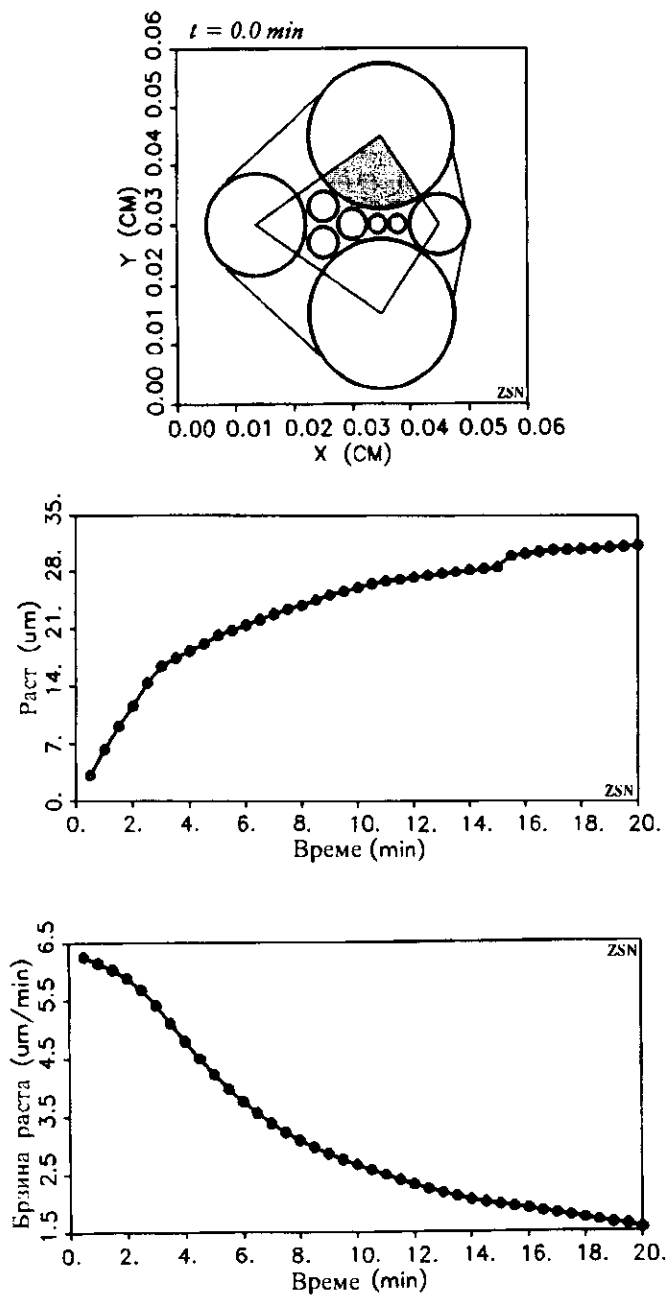 t = 0.0 min
0.00 0.01 0.02 0.03 0.04 0.05 0.06
Y (CM)
ZSN
0.00 0.01 0.02 0.03 0.04 0.05 0.06
X (CM)
0. 7. 14. 21. 28. 35.
Раст (um)
ZSN
0. 2. 4. 6. 8. 10. 12. 14. 16. 18. 20.
Време (min)
1.5 2.5 3.5 4.5 5.5 6.5
Брзина раста (um/min)
ZSN
0. 2. 4. 6. 8. 10. 12. 14. 16. 18. 20.
Време (min)